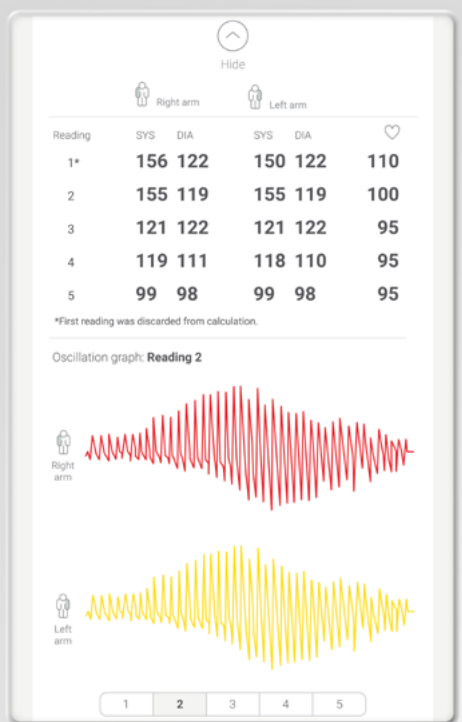 Hide
Right arm Left arm
Reading SYS DIA SYS DIA
1* 156 122 150 122 110
2 155 119 155 119 100
3 121 122 121 122 95
4 119 111 118 110 95
5 99 98 99 98 95
*First reading was discarded from calculation.
Oscillation graph: Reading 2
Right
arm
Left
arm
1 2 3 4 5